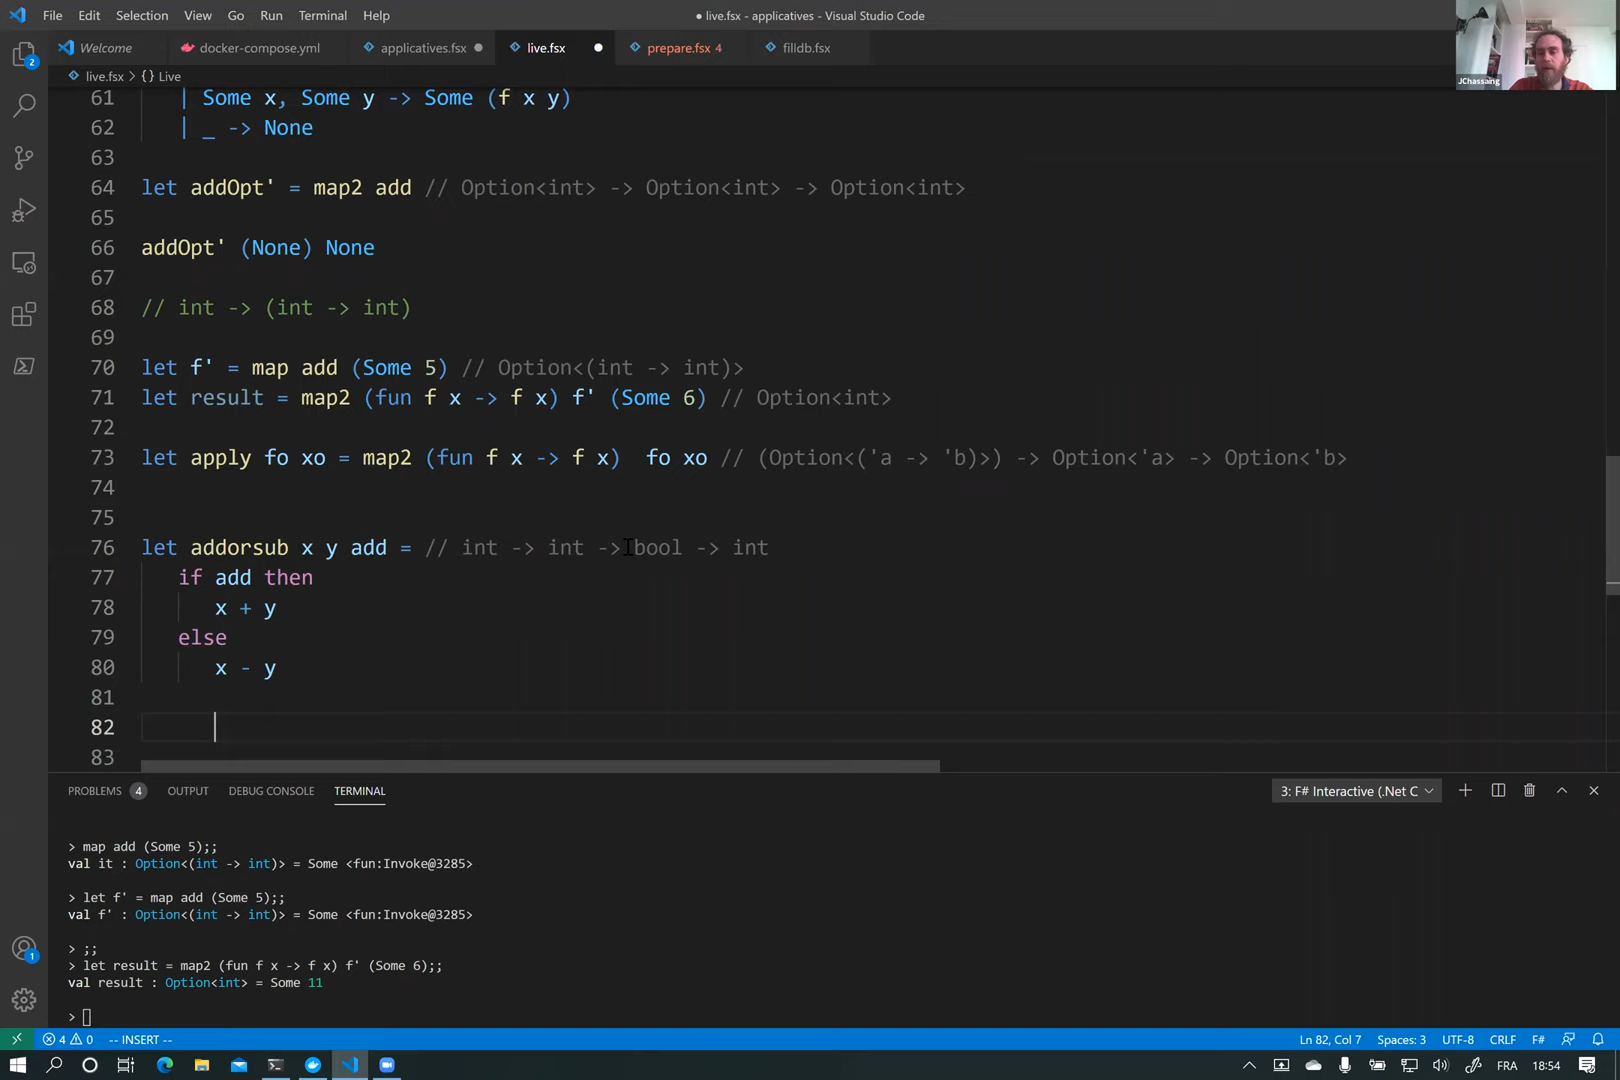 File Edit Selection View Go Run Terminal Help
● live.fsx - applicatives - Visual Studio Code
JChassaing
Welcome docker-compose.yml applicatives.fsx live.fsx prepare.fsx 4 filldb.fsx
live.fsx > {} Live
2
61 | Some x, Some y -> Some (f x y)
62 | _ -> None
63
64 let addOpt' = map2 add // Option<int> -> Option<int> -> Option<int>
65
66 addOpt' (None) None
67
68 // int -> (int -> int)
69
70 let f' = map add (Some 5) // Option<(int -> int)>
71 let result = map2 (fun f x -> f x) f' (Some 6) // Option<int>
72
73 let apply fo xo = map2 (fun f x -> f x)  fo xo // (Option<('a -> 'b)>) -> Option<'a> -> Option<'b>
74
75
76 let addorsub x y add = // int -> int -> bool -> int
77 if add then
78 x + y
79 else
80 x - y
81
82
83
PROBLEMS 4 OUTPUT DEBUG CONSOLE TERMINAL 3: F# Interactive (.Net C
> map add (Some 5);;
val it : Option<(int -> int)> = Some <fun:Invoke@3285>
> let f' = map add (Some 5);;
val f' : Option<(int -> int)> = Some <fun:Invoke@3285>
> ;;
> let result = map2 (fun f x -> f x) f' (Some 6);;
val result : Option<int> = Some 11
>
1
4 0 -- INSERT -- Ln 82, Col 7 Spaces: 3 UTF-8 CRLF F#
FRA 18:54